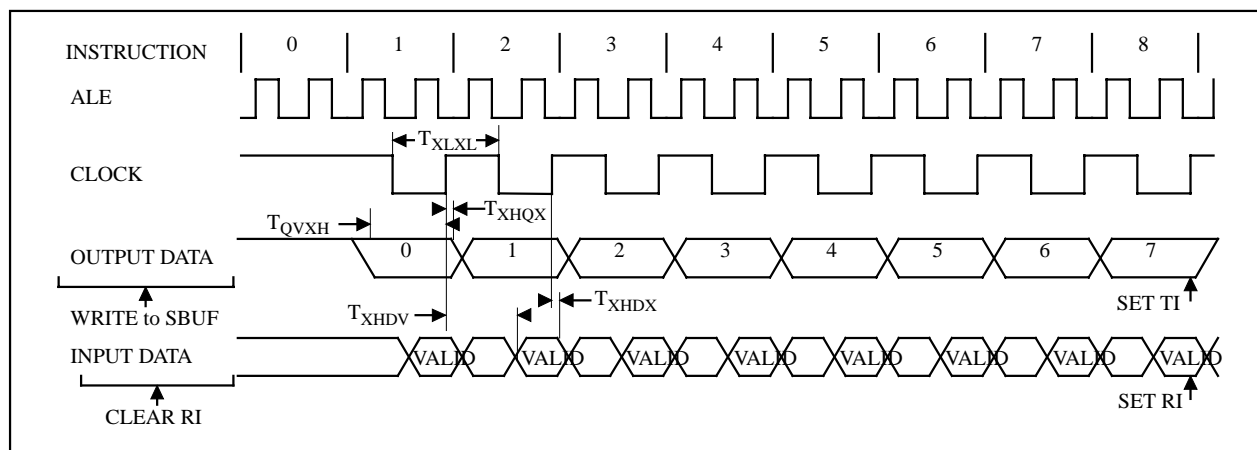 INSTRUCTION 0 1 2 3 4 5 6 7 8
ALE
TXLXL
CLOCK
TXHQX
TQVXH
OUTPUT DATA 0 1 2 3 4 5 6 7
TXHDX
SET TI
TXHDV
WRITE to SBUF
INPUT DATA VALID VALID VALID VALID VALID VALID VALID VALID
SET RI
CLEAR RI